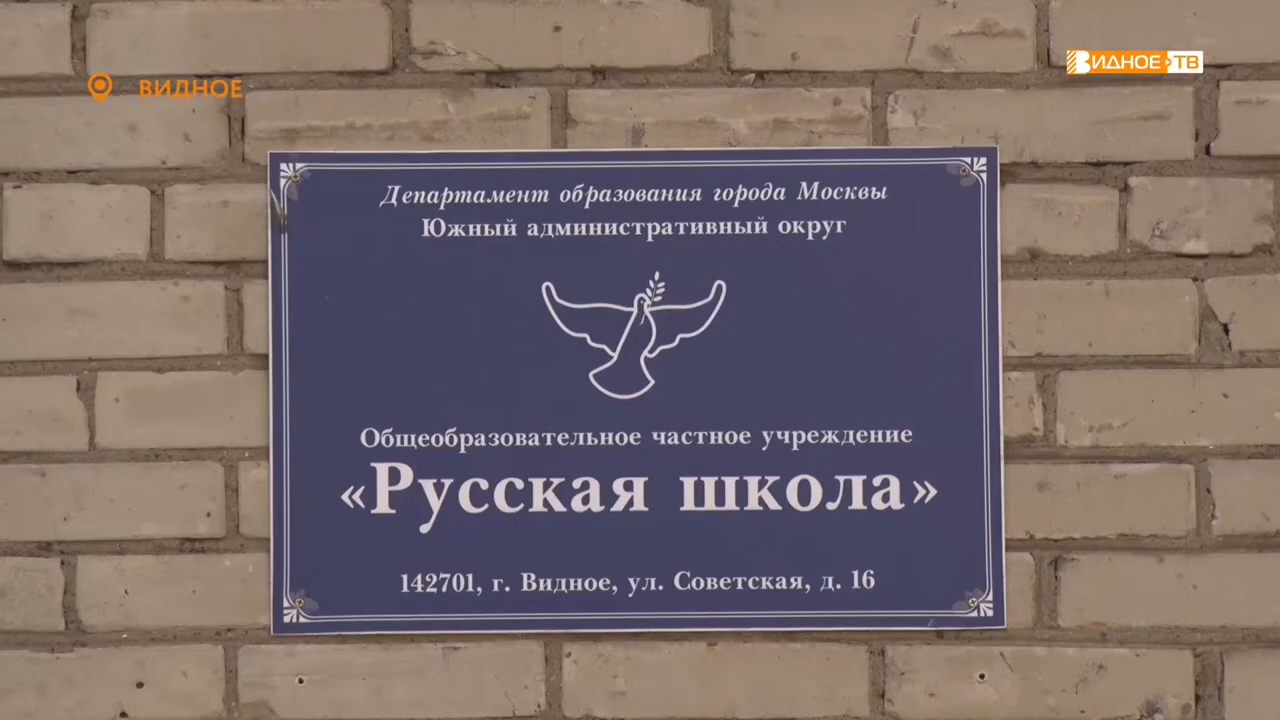 ВИДНОЕ
ВИДНОЕ ТВ
Департамент образования города Москвы
Южный административный округ
Общеобразовательное частное учреждение
«Русская школа»
142701, г. Видное, ул. Советская, д. 16